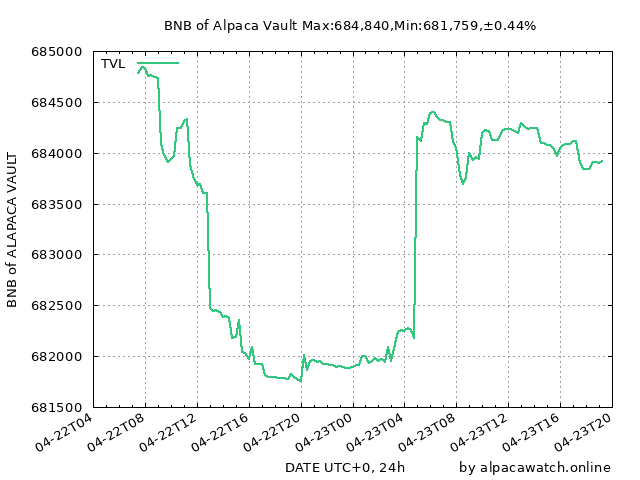 BNB of Alpaca Vault Max:684,840,Min:681,759,±0.44%
TVL
685000
684500
684000
683500
683000
682500
682000
681500
BNB of ALAPACA VAULT
04-22T04
04-22T08
04-22T12
04-22T16
04-22T20
04-23T00
04-23T04
04-23T08
04-23T12
04-23T16
04-23T20
DATE UTC+0, 24h
by alpacawatch.online